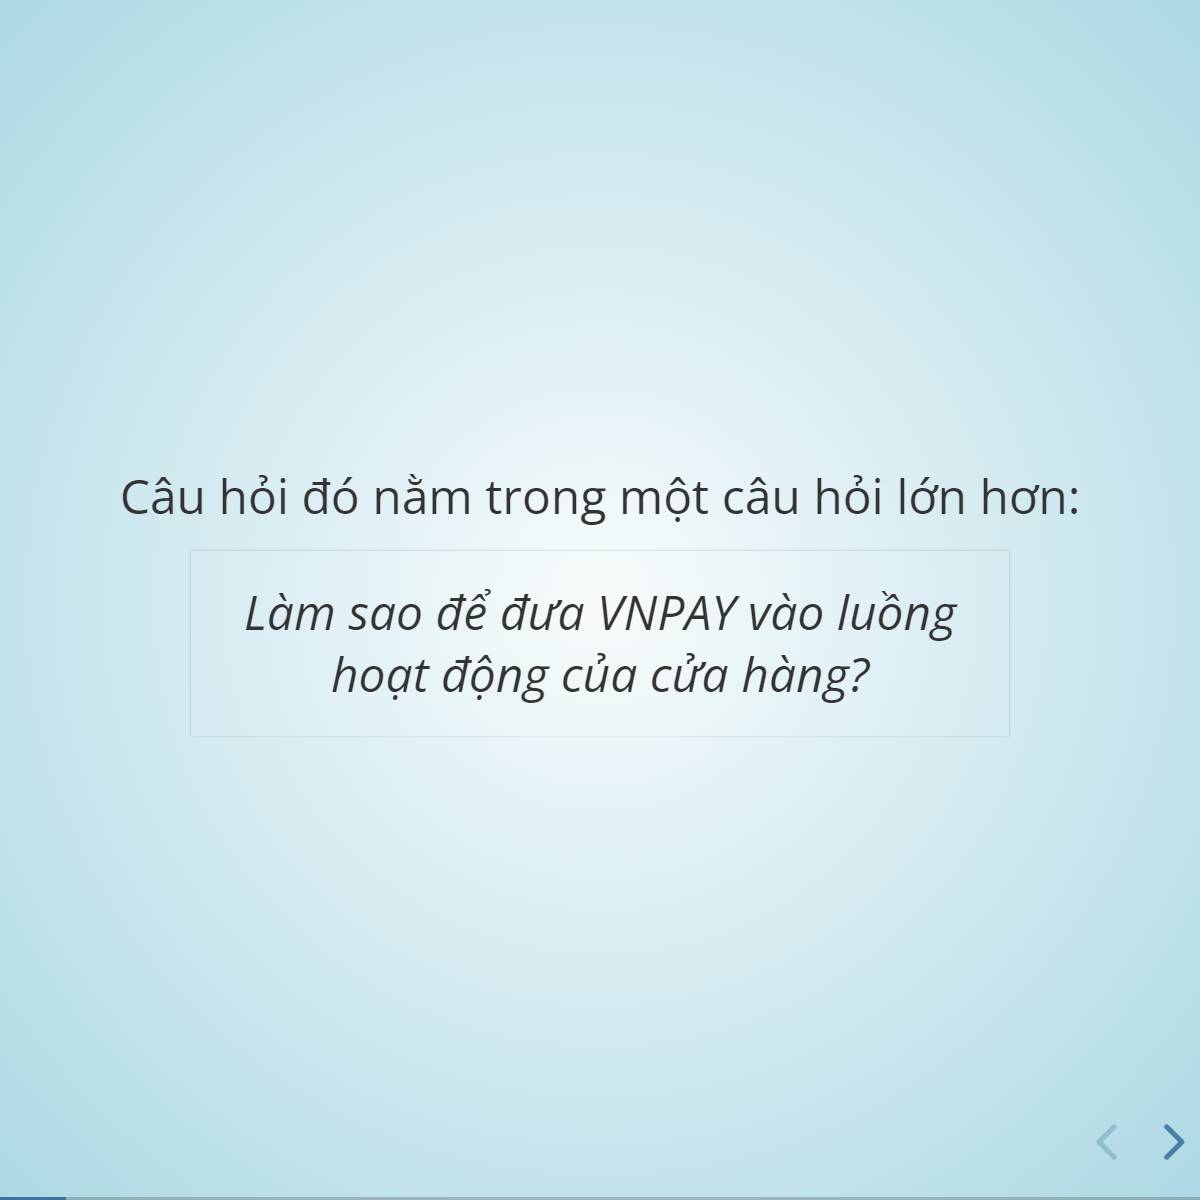 Câu hỏi đó nằm trong một câu hỏi lớn hơn:
Làm sao để đưa VNPAY vào luồng
hoạt động của cửa hàng?